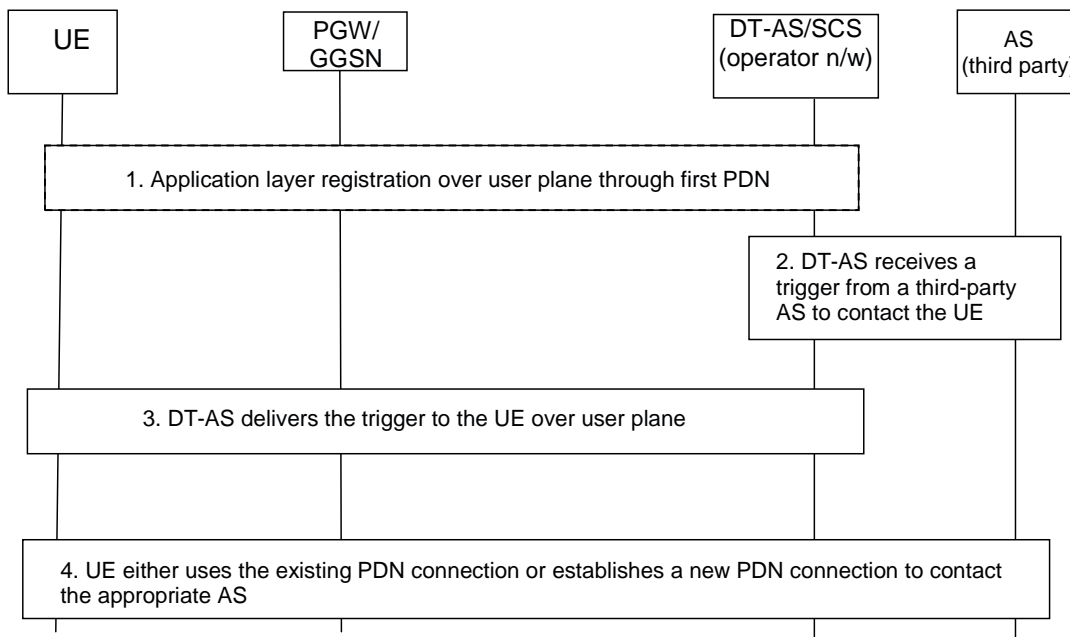 UE
PGW/
GGSN
DT-AS/SCS
(operator n/w)
AS
(third party)
1. Application layer registration over user plane through first PDN
2. DT-AS receives a
trigger from a third-party
AS to contact the UE
3. DT-AS delivers the trigger to the UE over user plane
4. UE either uses the existing PDN connection or establishes a new PDN connection to contact
the appropriate AS